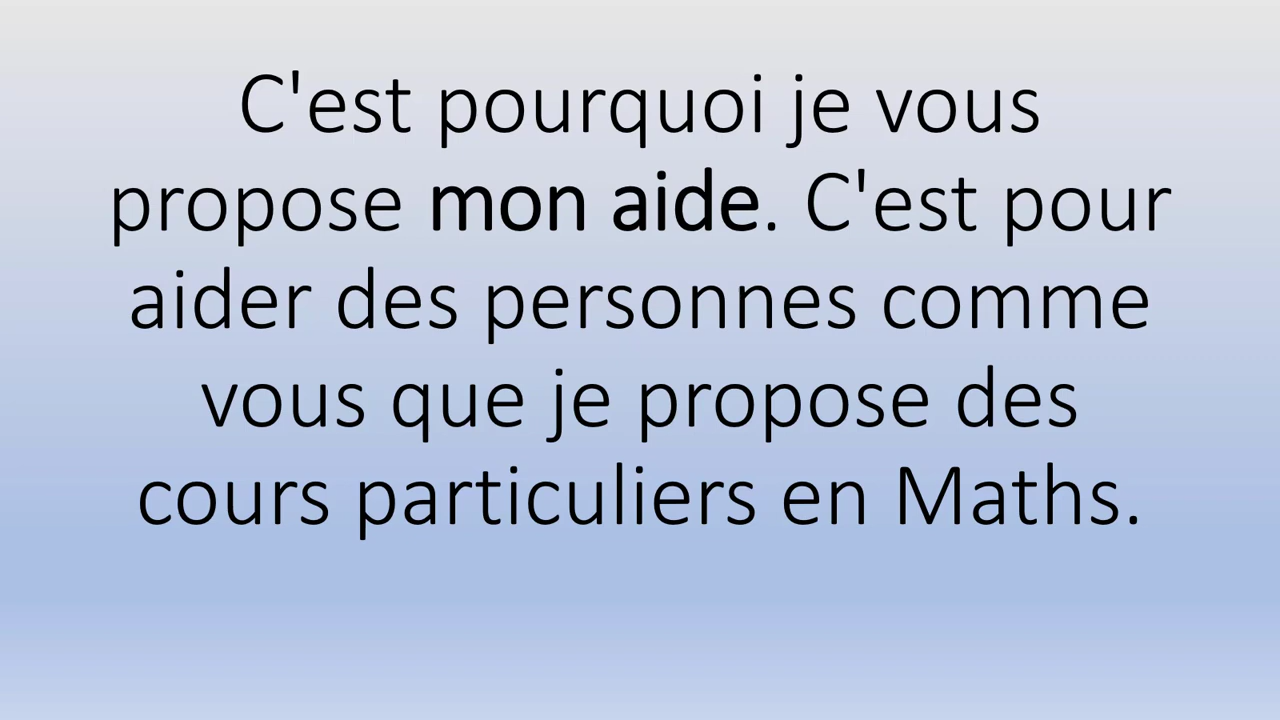 C'est pourquoi je vous
propose mon aide. C'est pour
aider des personnes comme
vous que je propose des
cours particuliers en Maths.